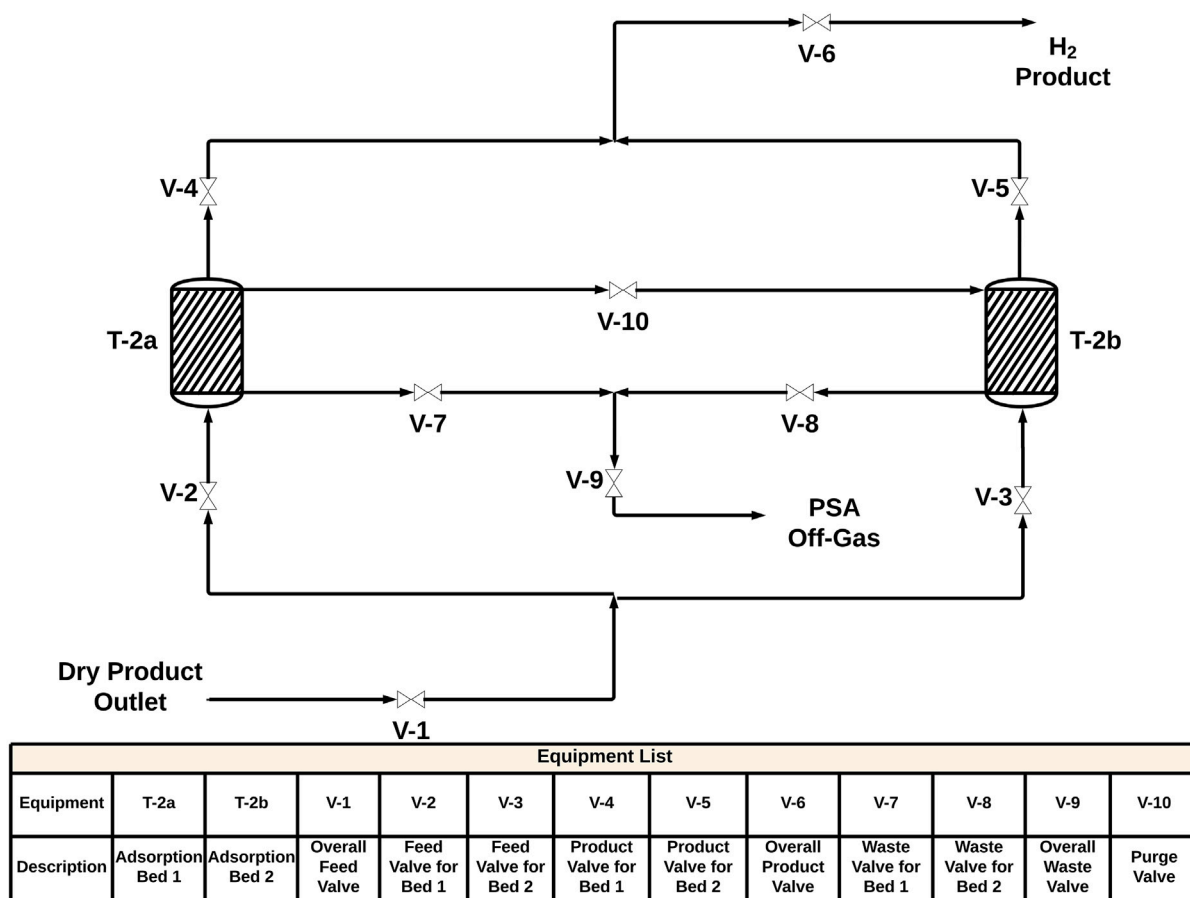 V-6
H₂
Product
V-4
V-5
T-2a
V-10
T-2b
V-7
V-8
V-2
V-9
PSA
Off-Gas
V-3
Dry Product
Outlet
V-1
Equipment List
Equipment T-2a T-2b V-1 V-2 V-3 V-4 V-5 V-6 V-7 V-8 V-9 V-10
Description
Adsorption
Bed 1
Adsorption
Bed 2
Overall
Feed
Valve
Feed
Valve for
Bed 1
Feed
Valve for
Bed 2
Product
Valve for
Bed 1
Product
Valve for
Bed 2
Overall
Product
Valve
Waste
Valve for
Bed 1
Waste
Valve for
Bed 2
Overall
Waste
Valve
Purge
Valve